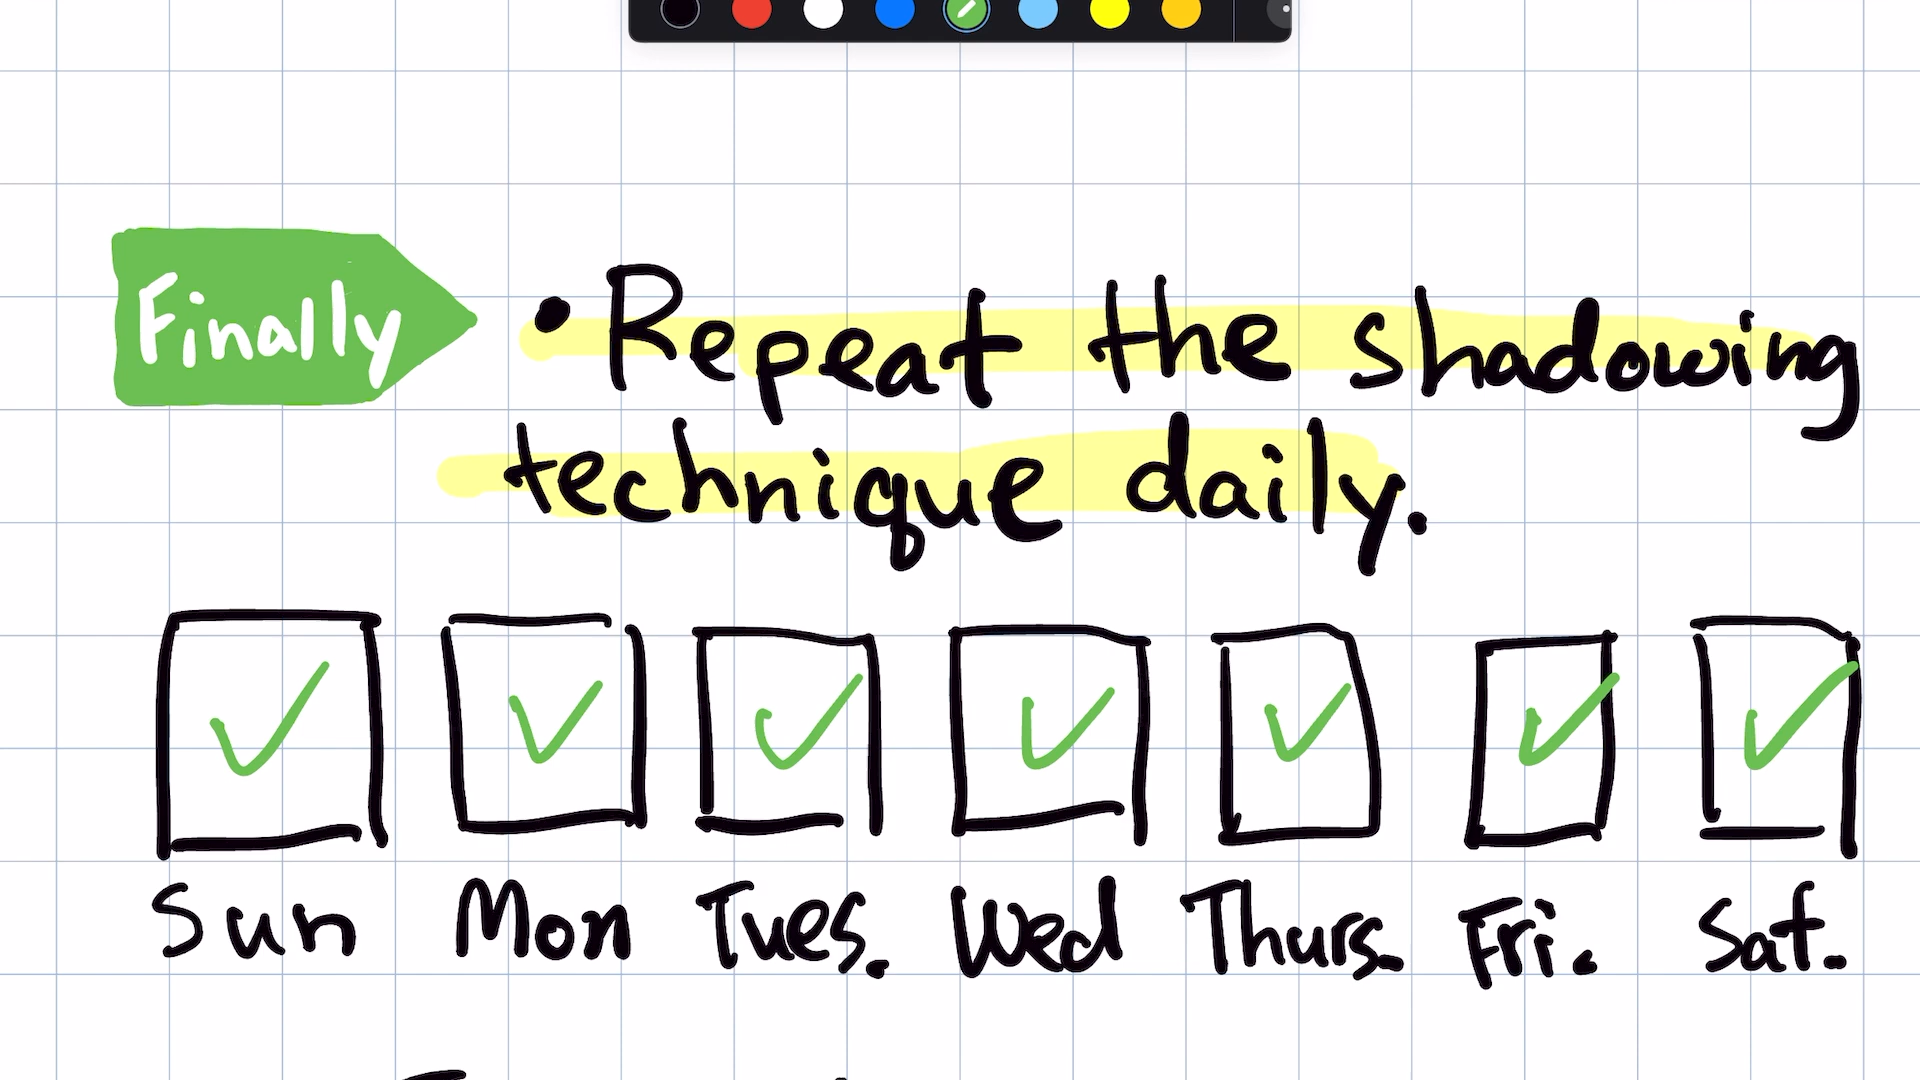 Finally
• Repeat the shadowing
technique daily.
Sun Mon Tues. Wed Thurs. Fri. Sat.